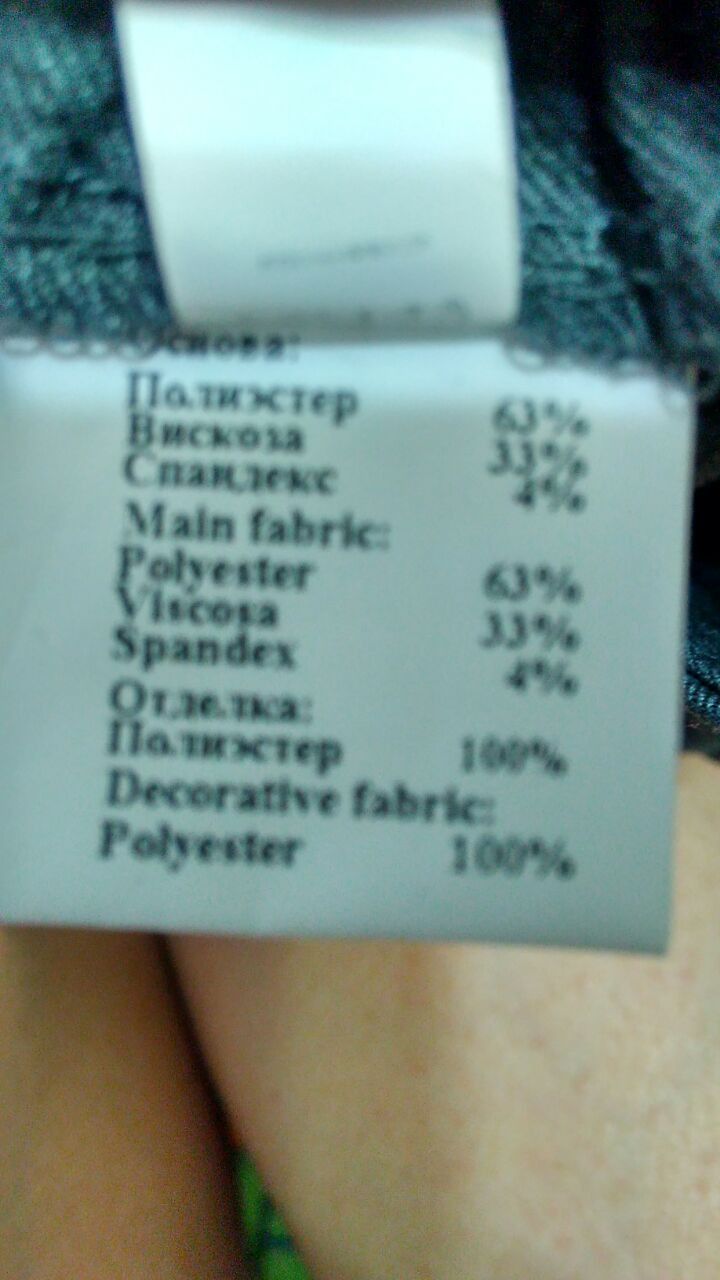 Основа:
Полиэстер 63%
Вискоза 33%
Спандекс 4%
Main fabric:
Polyester 63%
Viscosa 33%
Spandex 4%
Отделка:
Полиэстер 100%
Decorative fabric:
Polyester 100%